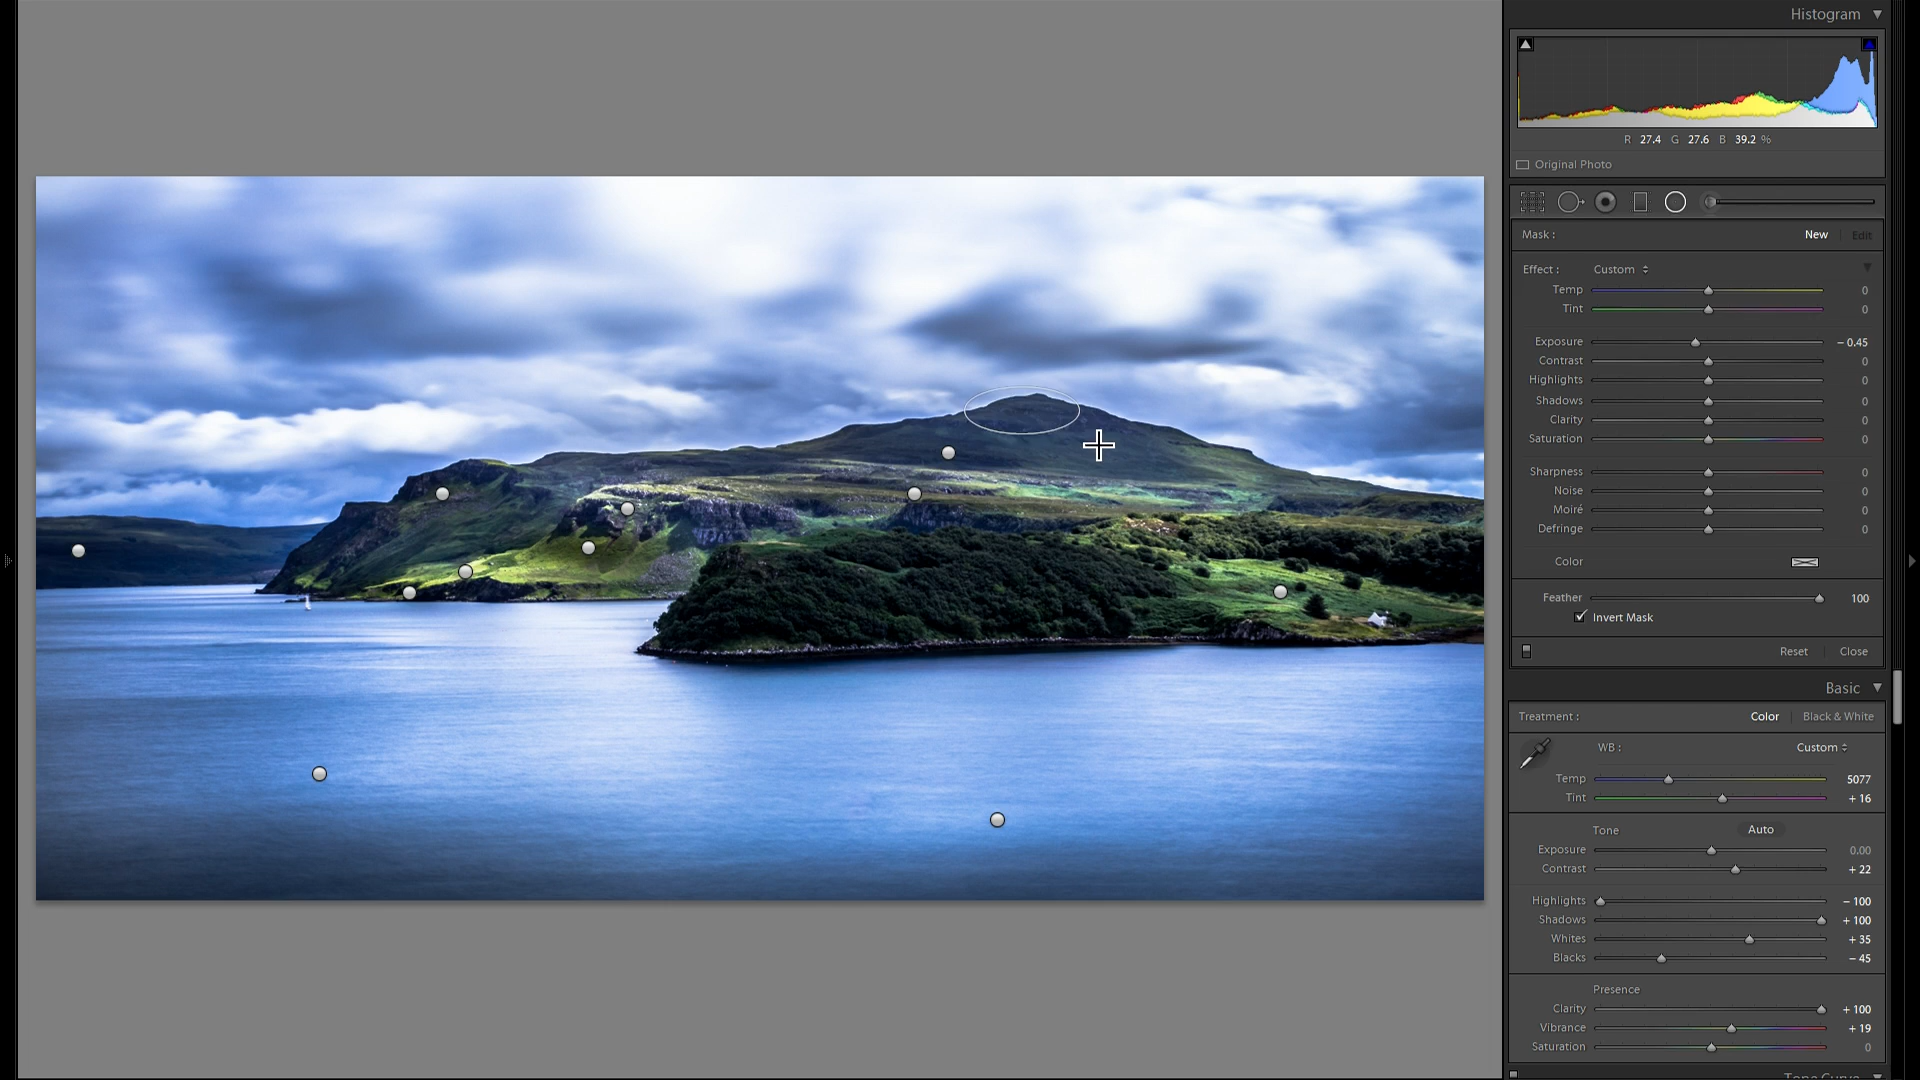 Histogram
R 27.4 G 27.6 B 39.2 %
Original Photo
Mask : New Edit
Effect : Custom
Temp 0
Tint 0
Exposure – 0.45
Contrast 0
Highlights 0
Shadows 0
Clarity 0
Saturation 0
Sharpness 0
Noise 0
Moiré 0
Defringe 0
Color
Feather 100
Invert Mask
Reset Close
Basic
Treatment : Color Black & White
WB : Custom
Temp 5077
Tint + 16
Tone Auto
Exposure 0.00
Contrast + 22
Highlights – 100
Shadows + 100
Whites + 35
Blacks – 45
Presence
Clarity + 100
Vibrance + 19
Saturation 0
Tone Curve